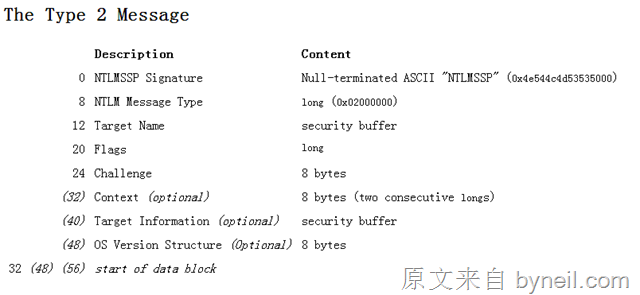 The Type 2 Message
Description Content
0 NTLMSSP Signature Null-terminated ASCII "NTLMSSP" (0x4e544c4d53535000)
8 NTLM Message Type long (0x02000000)
12 Target Name security buffer
20 Flags long
24 Challenge 8 bytes
(32) Context (optional) 8 bytes (two consecutive longs)
(40) Target Information (optional) security buffer
(48) OS Version Structure (Optional) 8 bytes
32 (48) (56) start of data block
原文来自 byneil.com